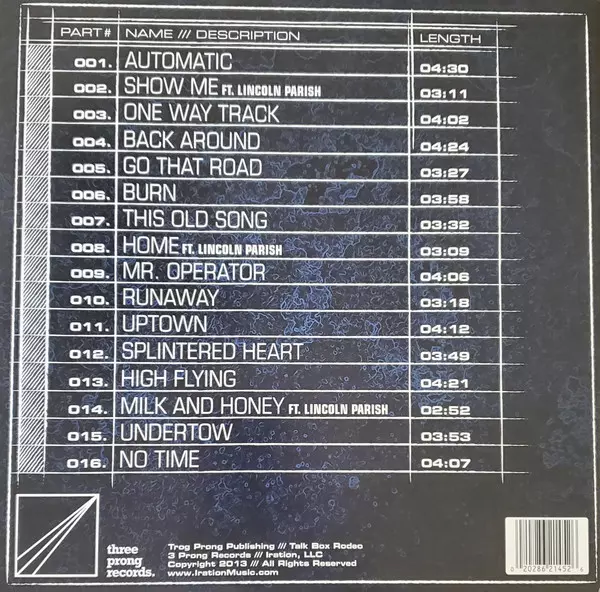 PART# NAME /// DESCRIPTION LENGTH
001. AUTOMATIC 04:30
002. SHOW ME FT. LINCOLN PARISH 03:11
003. ONE WAY TRACK 04:02
004. BACK AROUND 04:24
005. GO THAT ROAD 03:27
006. BURN 03:58
007. THIS OLD SONG 03:32
008. HOME FT. LINCOLN PARISH 03:09
009. MR. OPERATOR 04:06
010. RUNAWAY 03:18
011. UPTOWN 04:12
012. SPLINTERED HEART 03:49
013. HIGH FLYING 04:21
014. MILK AND HONEY FT. LINCOLN PARISH 02:52
015. UNDERTOW 03:53
016. NO TIME 04:07
three
prong
records.
Trog Prong Publishing /// Talk Box Rodeo
3 Prong Records /// Iration, LLC
Copyright 2013 /// All Rights Reserved
www.IrationMusic.com
0 20286 21452 4